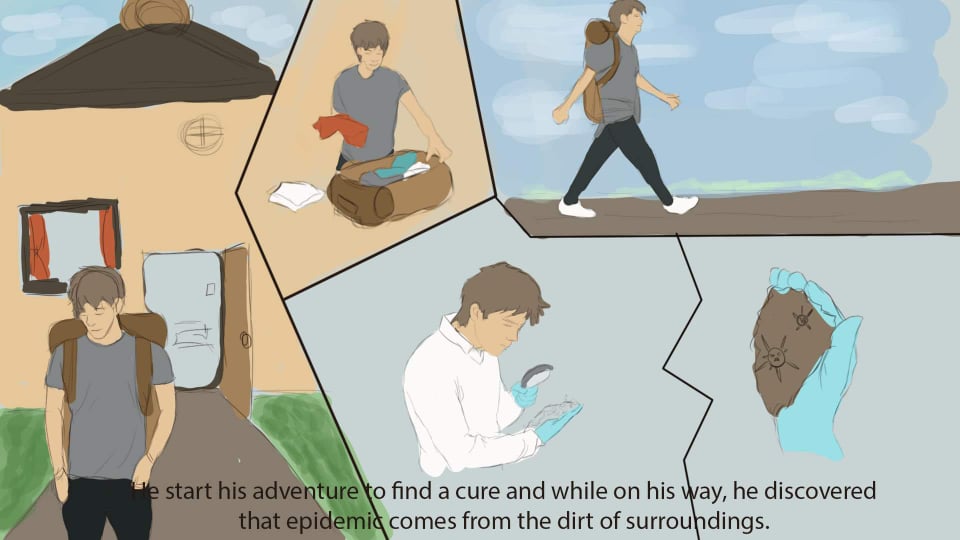 He start his adventure to find a cure and while on his way, he discovered
that epidemic comes from the dirt of surroundings.